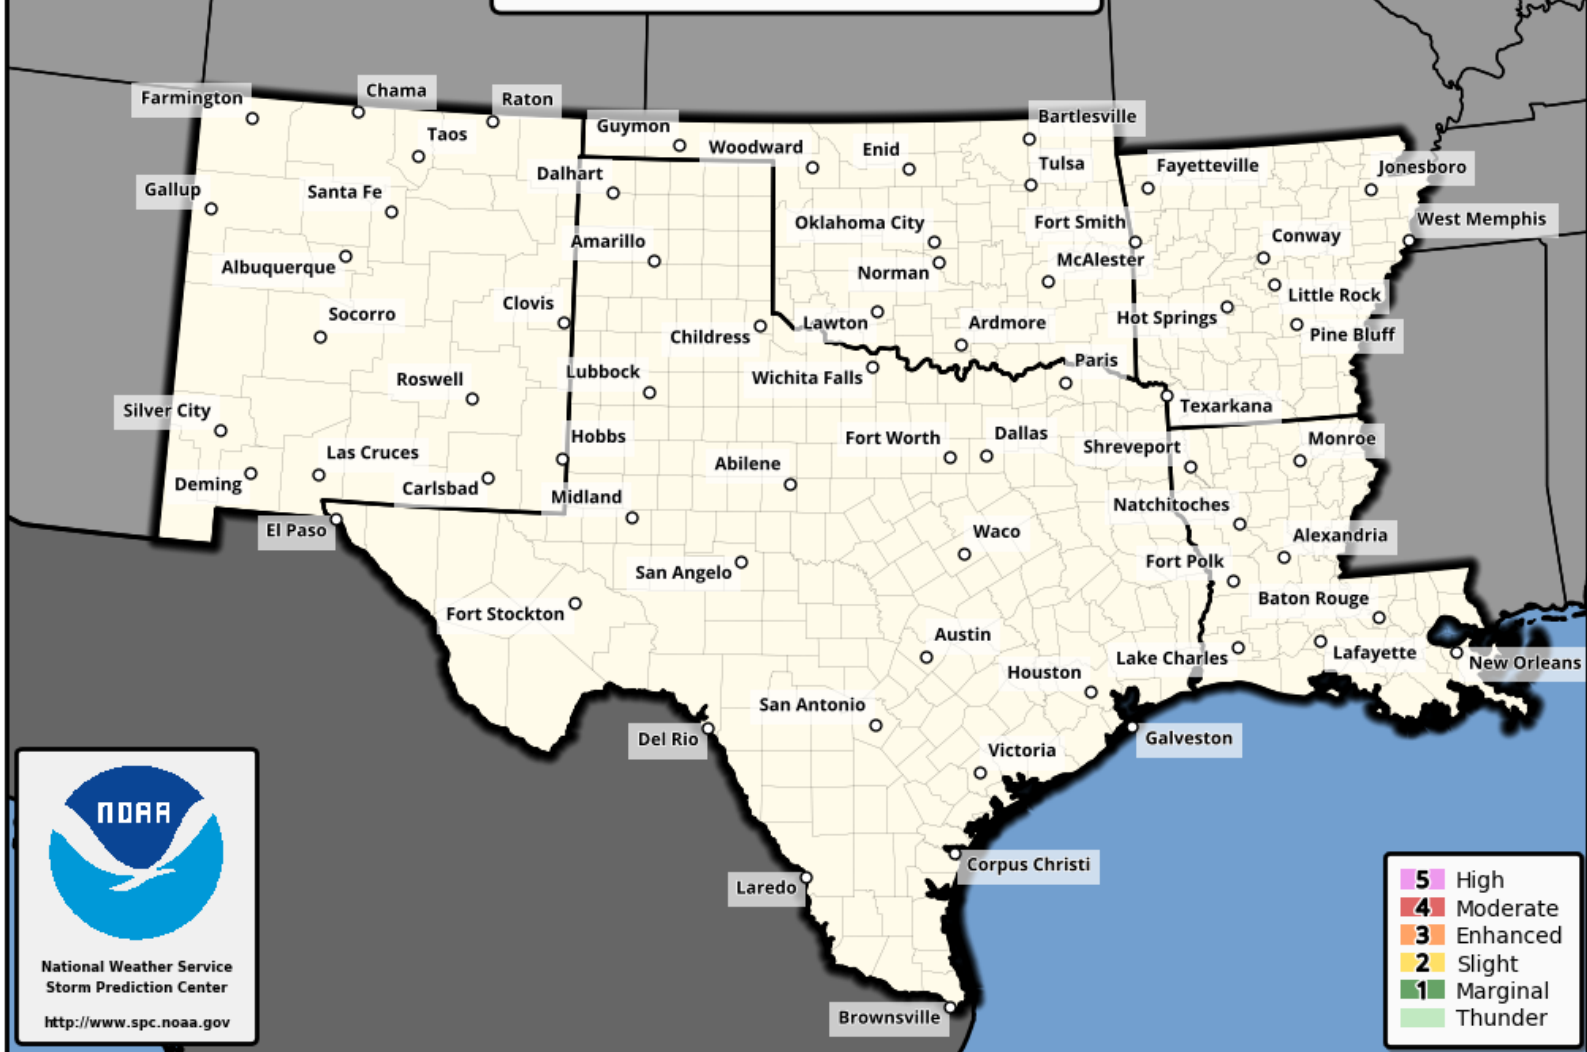 Farmington
Chama
Raton
Taos
Guymon
Woodward
Enid
Bartlesville
Tulsa
Fayetteville
Jonesboro
Gallup
Santa Fe
Dalhart
Oklahoma City
Fort Smith
West Memphis
Albuquerque
Amarillo
Norman
McAlester
Conway
Socorro
Clovis
Childress
Lawton
Ardmore
Hot Springs
Little Rock
Pine Bluff
Roswell
Lubbock
Wichita Falls
Paris
Texarkana
Silver City
Las Cruces
Hobbs
Abilene
Fort Worth
Dallas
Shreveport
Monroe
Deming
Carlsbad
Midland
Natchitoches
El Paso
San Angelo
Waco
Alexandria
Fort Polk
Fort Stockton
Baton Rouge
Austin
Houston
Lake Charles
Lafayette
New Orleans
San Antonio
Del Rio
Victoria
Galveston
Corpus Christi
Laredo
Brownsville
NOAA
National Weather Service
Storm Prediction Center
http://www.spc.noaa.gov
5 High
4 Moderate
3 Enhanced
2 Slight
1 Marginal
Thunder